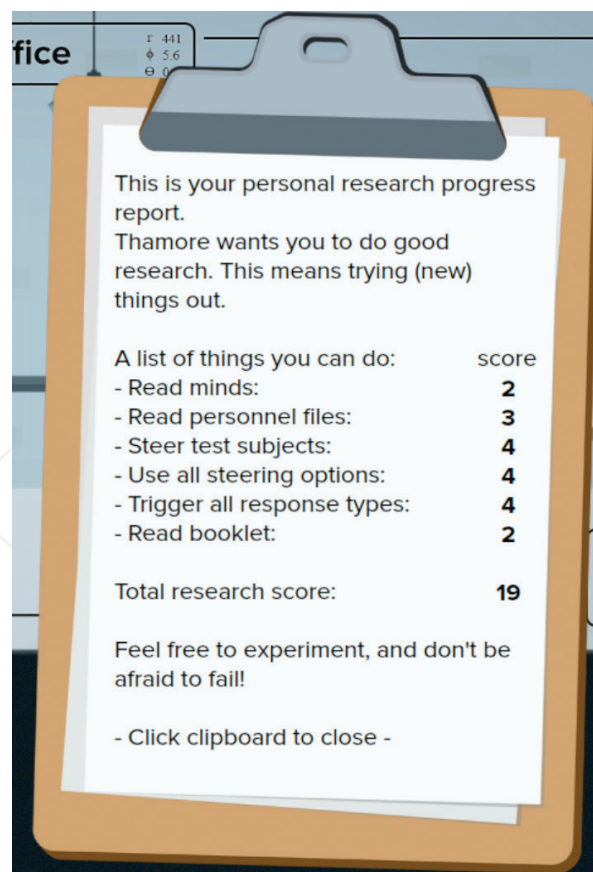 ffice
r 441
ϕ 5.6
Θ 0
This is your personal research progress
report.
Thamore wants you to do good
research. This means trying (new)
things out.
A list of things you can do: score
- Read minds: 2
- Read personnel files: 3
- Steer test subjects: 4
- Use all steering options: 4
- Trigger all response types: 4
- Read booklet: 2
Total research score: 19
Feel free to experiment, and don't be
afraid to fail!
- Click clipboard to close -